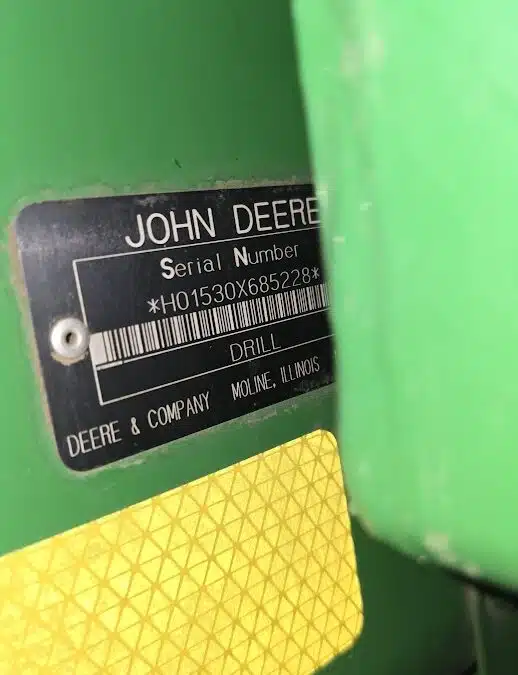 JOHN DEERE
Serial Number
*H01530X685228*
DRILL
DEERE & COMPANY MOLINE, ILLINOIS